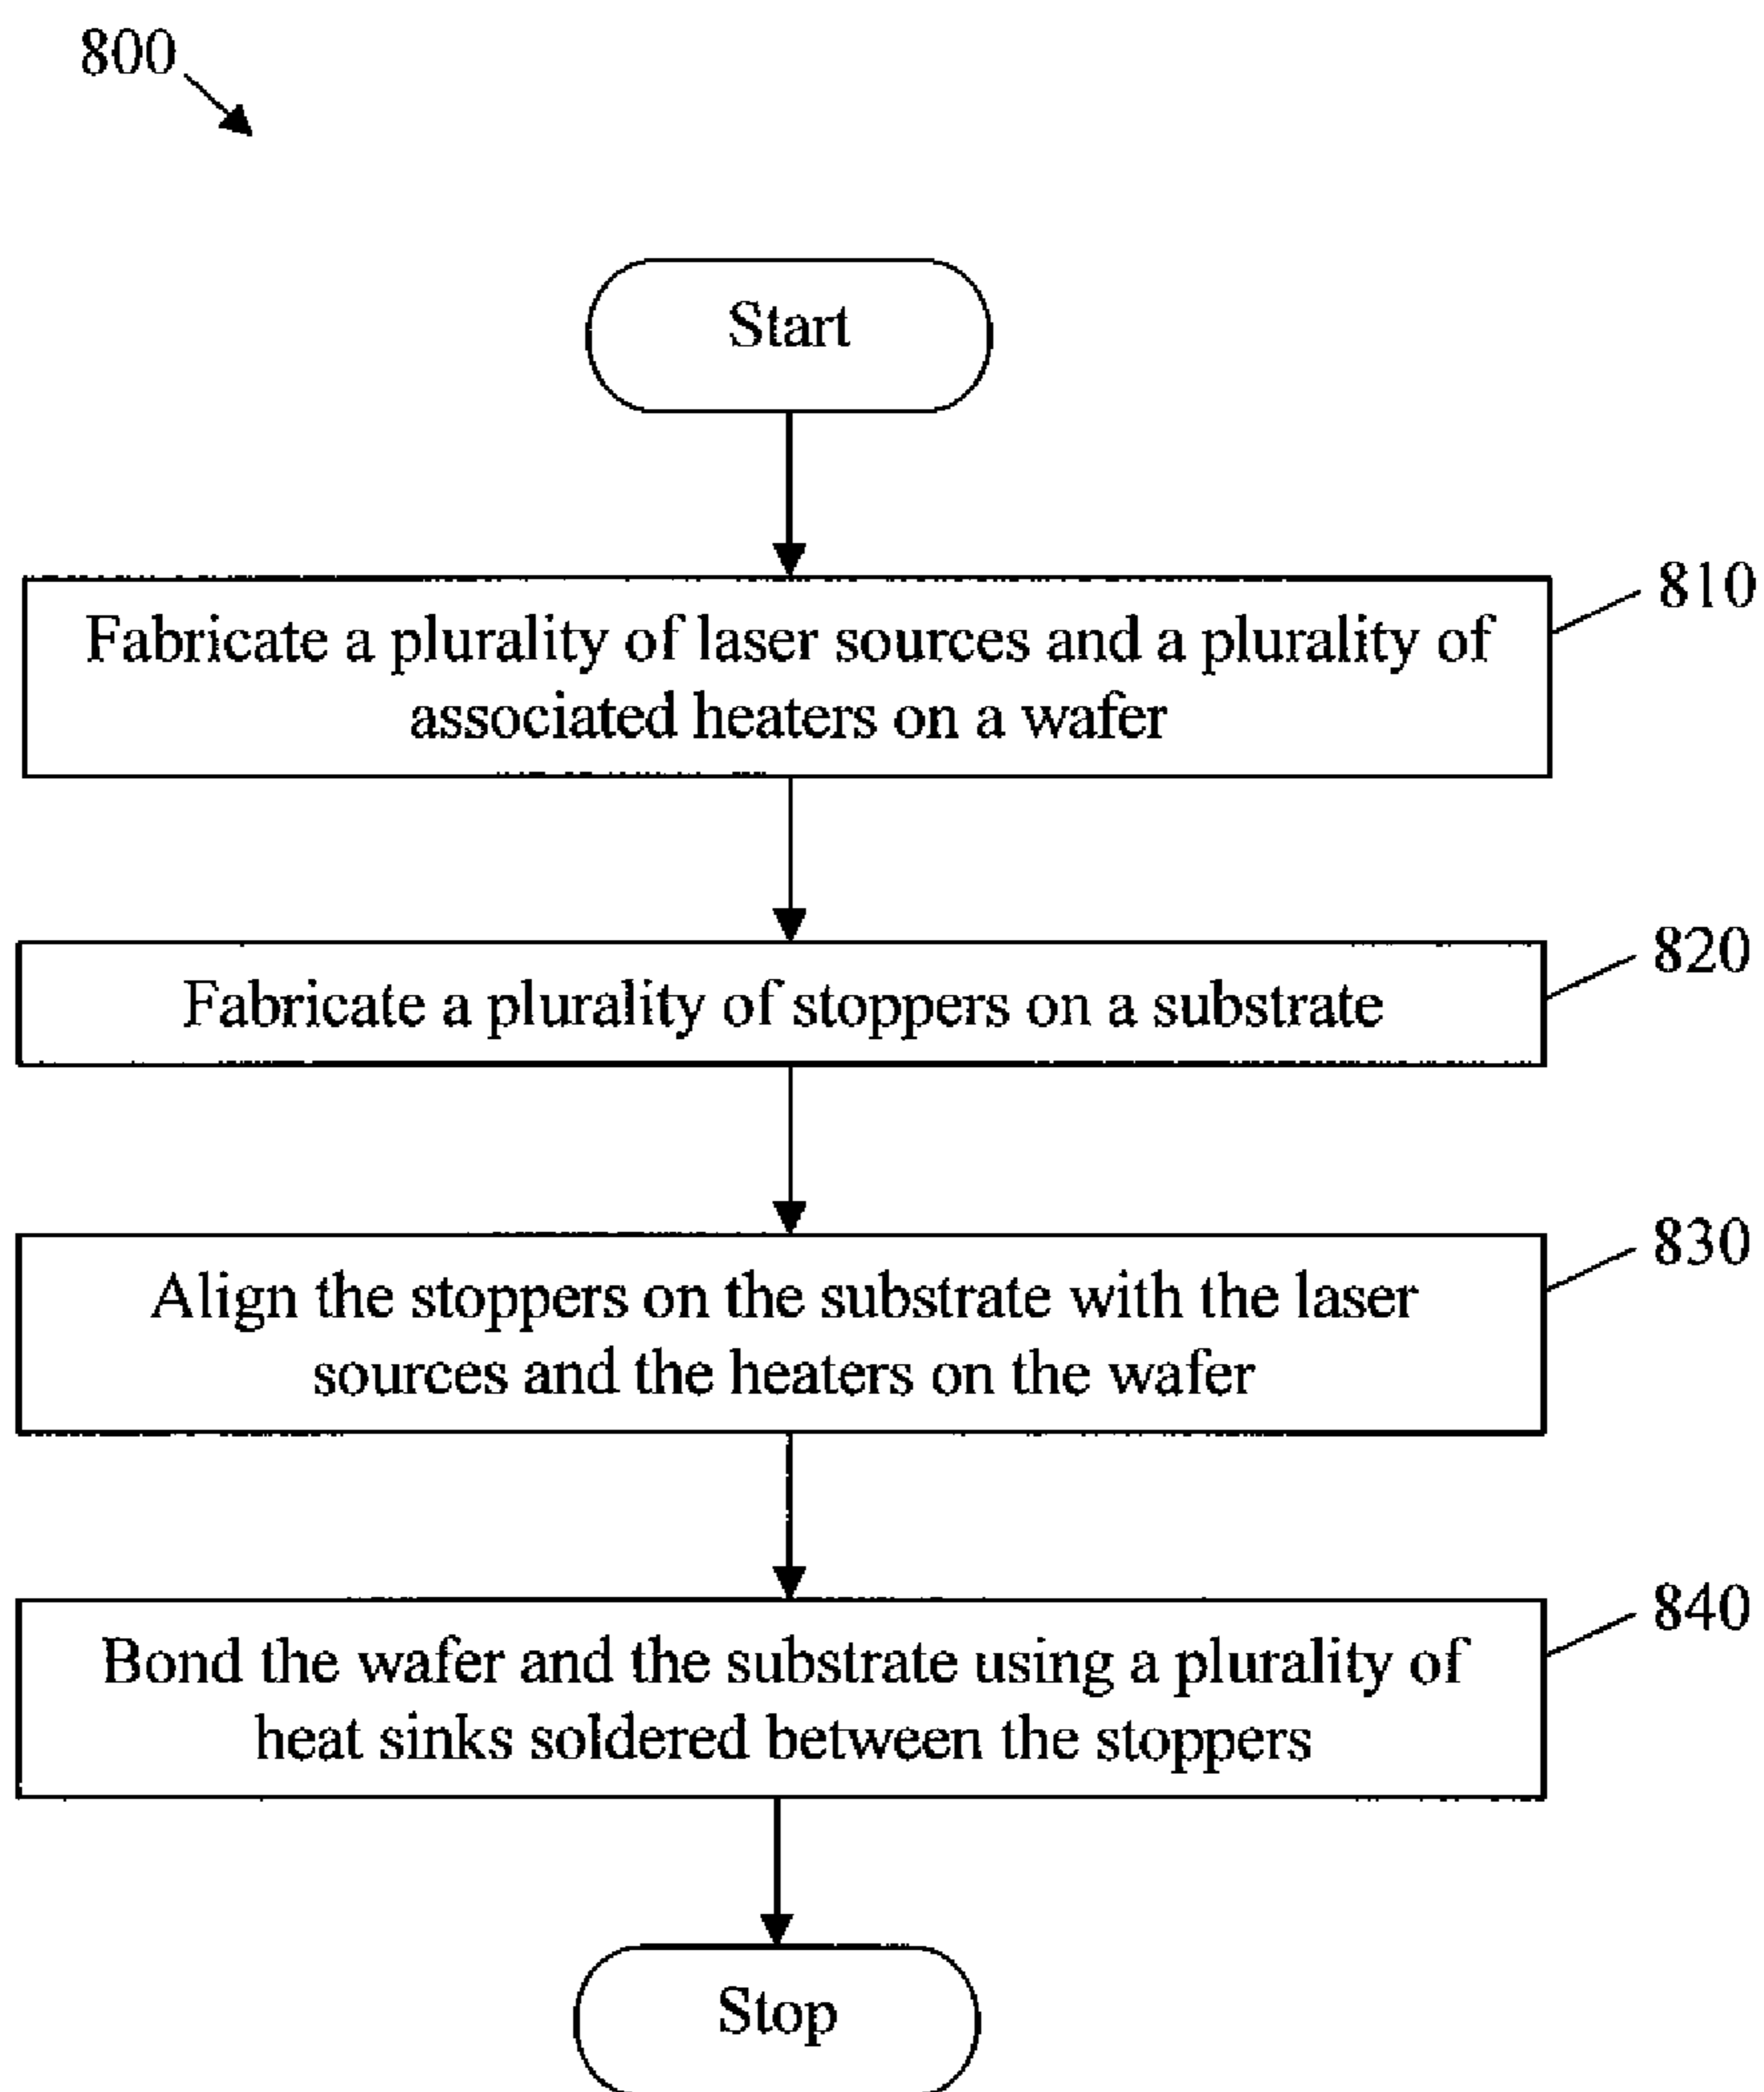 800
Start
810
Fabricate a plurality of laser sources and a plurality of
associated heaters on a wafer
820
Fabricate a plurality of stoppers on a substrate
830
Align the stoppers on the substrate with the laser
sources and the heaters on the wafer
840
Bond the wafer and the substrate using a plurality of
heat sinks soldered between the stoppers
Stop